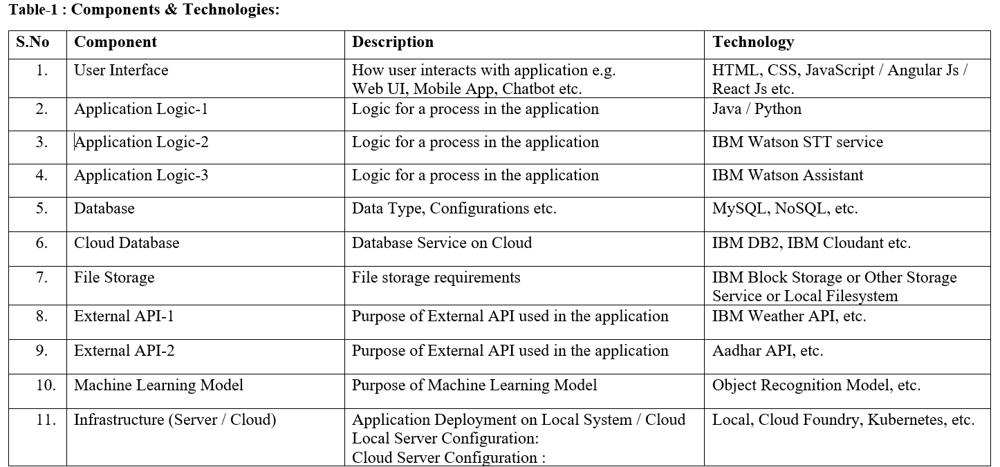 Table-1 : Components & Technologies:
S.No Component Description Technology
1. User Interface How user interacts with application e.g. HTML, CSS, JavaScript / Angular Js /
Web UI, Mobile App, Chatbot etc. React Js etc.
2. Application Logic-1 Logic for a process in the application Java / Python
3. Application Logic-2 Logic for a process in the application IBM Watson STT service
4. Application Logic-3 Logic for a process in the application IBM Watson Assistant
5. Database Data Type, Configurations etc. MySQL, NoSQL, etc.
6. Cloud Database Database Service on Cloud IBM DB2, IBM Cloudant etc.
7. File Storage File storage requirements IBM Block Storage or Other Storage
Service or Local Filesystem
8. External API-1 Purpose of External API used in the application IBM Weather API, etc.
9. External API-2 Purpose of External API used in the application Aadhar API, etc.
10. Machine Learning Model Purpose of Machine Learning Model Object Recognition Model, etc.
11. Infrastructure (Server / Cloud) Application Deployment on Local System / Cloud Local, Cloud Foundry, Kubernetes, etc.
Local Server Configuration:
Cloud Server Configuration :